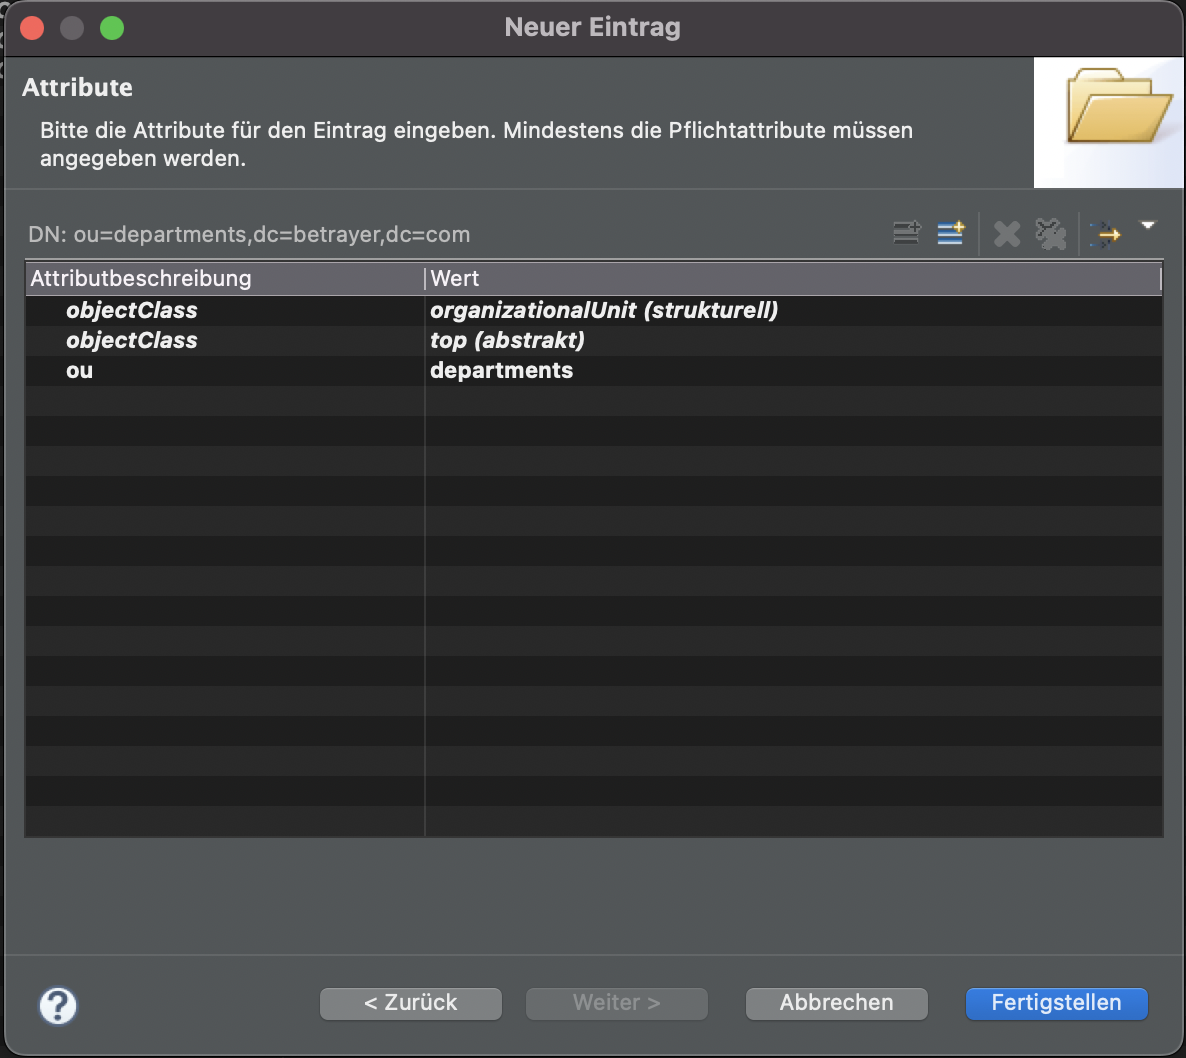 Neuer Eintrag
Attribute
Bitte die Attribute für den Eintrag eingeben. Mindestens die Pflichtattribute müssen
angegeben werden.
DN: ou=departments,dc=betrayer,dc=com
Attributbeschreibung Wert
objectClass organizationalUnit (strukturell)
objectClass top (abstrakt)
ou departments
? < Zurück Weiter > Abbrechen Fertigstellen